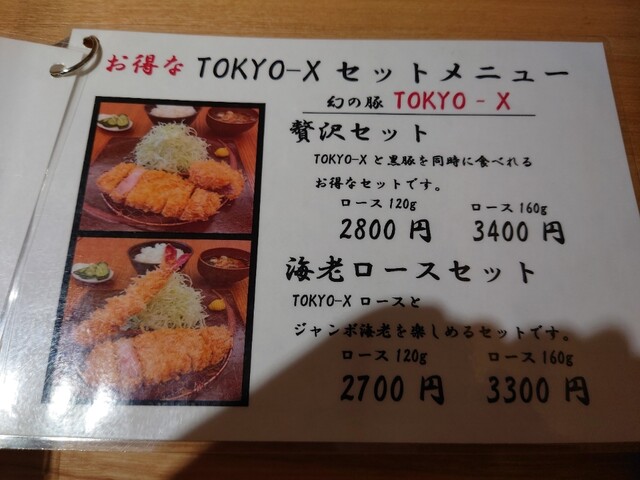 お得な TOKYO-X セットメニュー
幻の豚 TOKYO - X
贅沢セット
TOKYO-X と黒豚を同時に食べれる
お得なセットです。
ロース 120g ロース 160g
2800 円 3400 円
海老ロースセット
TOKYO-X ロースと
ジャンボ海老を楽しめるセットです。
ロース 120g ロース 160g
2700 円 3300 円